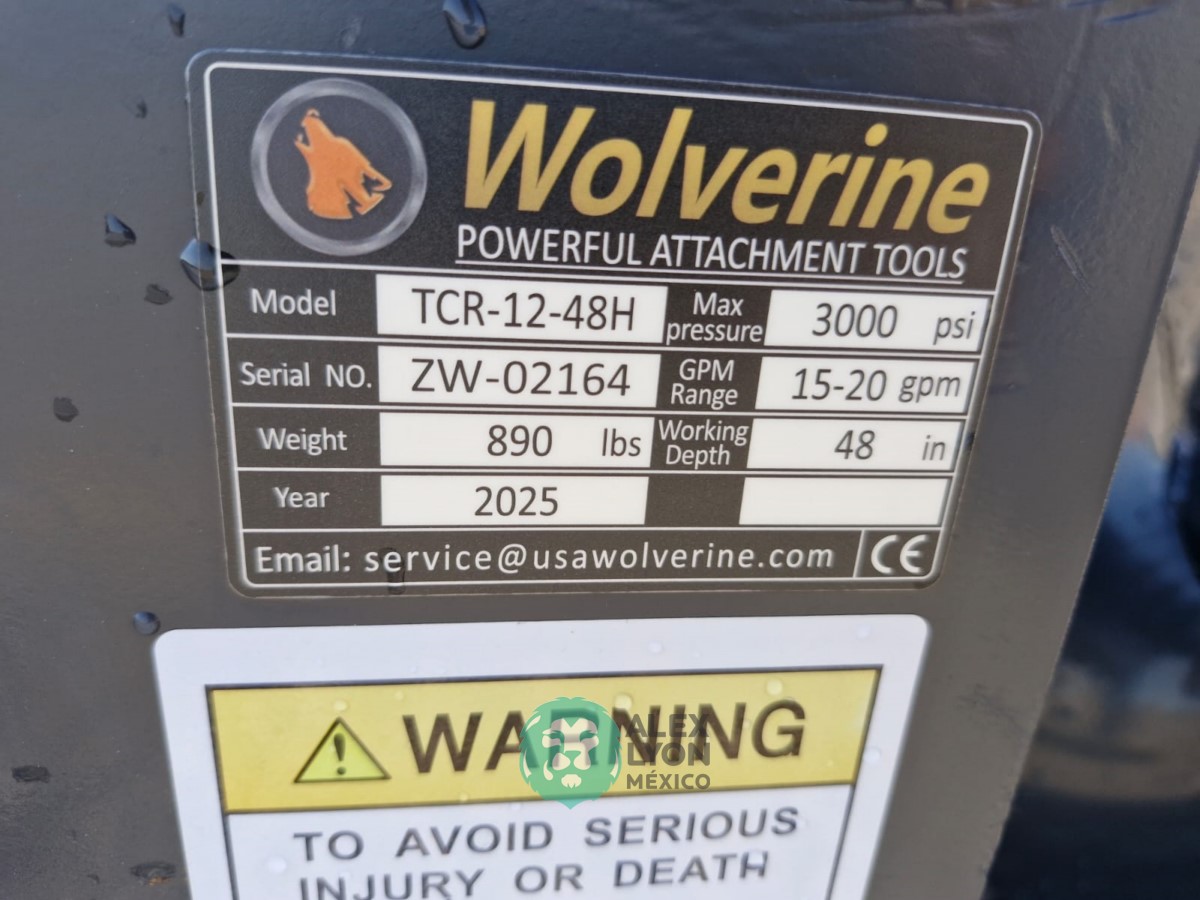 Wolverine
POWERFUL ATTACHMENT TOOLS
Model TCR-12-48H Max pressure 3000 psi
Serial NO. ZW-02164 GPM Range 15-20 gpm
Weight 890 lbs Working Depth 48 in
Year 2025
Email: service@usawolverine.com CE
WARNING
ALEX
LYON
MÉXICO
TO AVOID SERIOUS
INJURY OR DEATH